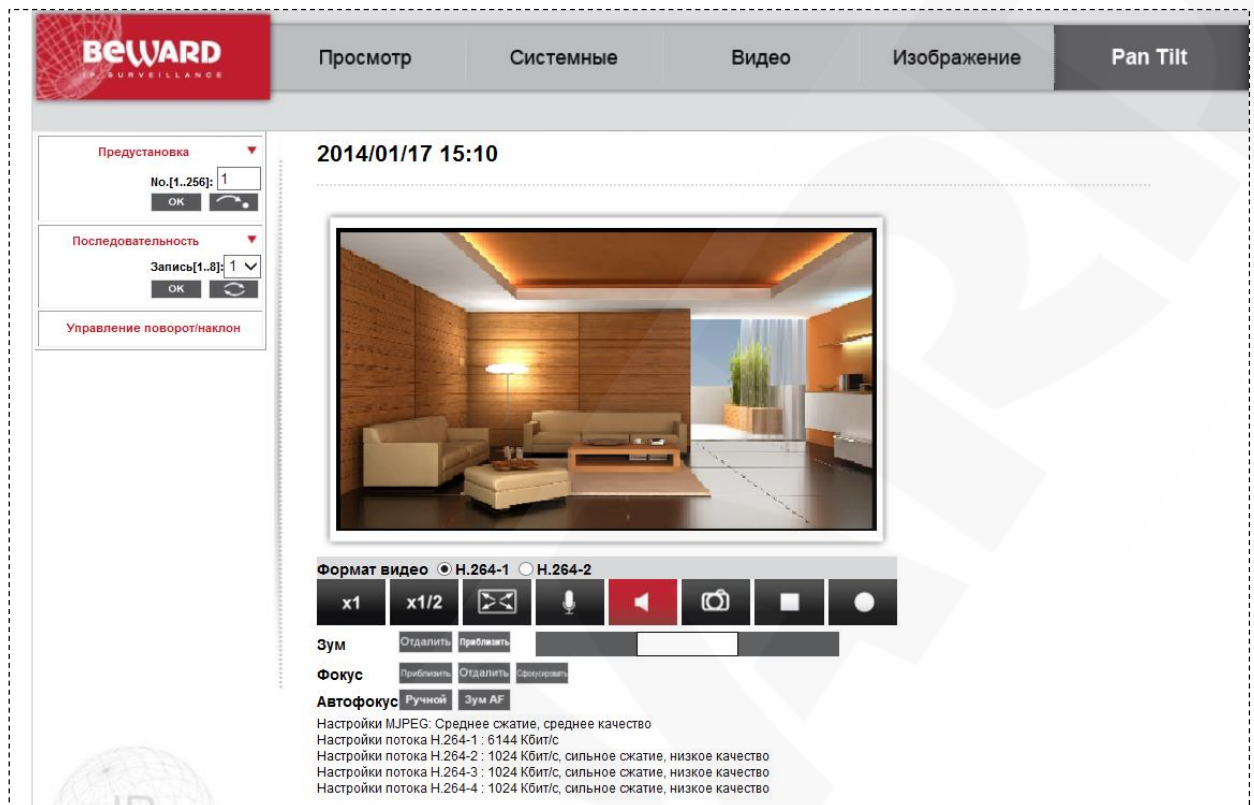 BEWARD
IP SURVEILLANCE
Просмотр
Системные
Видео
Изображение
Pan Tilt
Предустановка
No.[1..256]: 1
ОК
Последовательность
Запись[1..8]: 1
ОК
Управление поворот/наклон
2014/01/17 15:10
Формат видео H.264-1 H.264-2
x1 x1/2
Зум Отдалить Приблизить
Фокус Приблизить Отдалить Сфокусировать
Автофокус Ручной Зум AF
Настройки MJPEG: Среднее сжатие, среднее качество
Настройки потока H.264-1 : 6144 Кбит/с
Настройки потока H.264-2 : 1024 Кбит/с, сильное сжатие, низкое качество
Настройки потока H.264-3 : 1024 Кбит/с, сильное сжатие, низкое качество
Настройки потока H.264-4 : 1024 Кбит/с, сильное сжатие, низкое качество